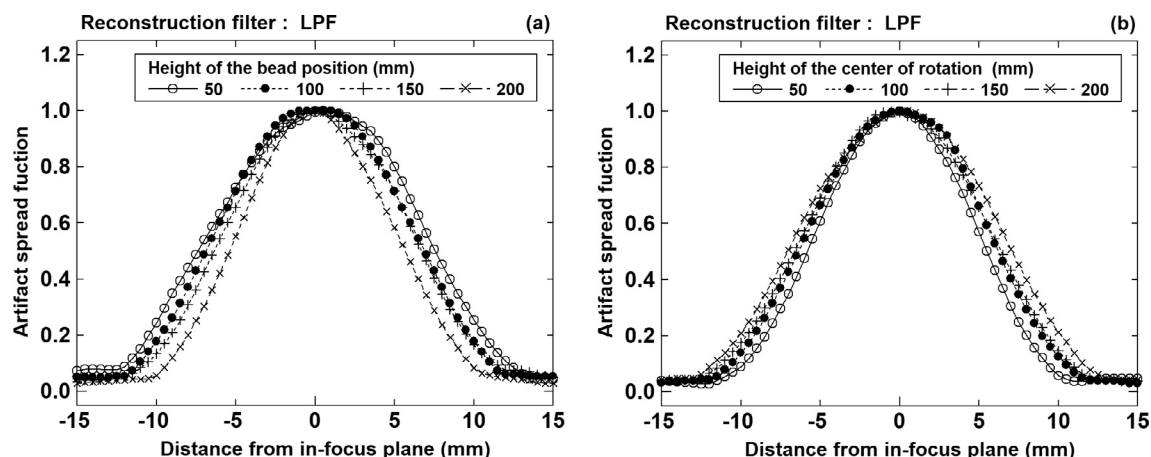 Reconstruction filter : LPF (a)
1.2
Height of the bead position (mm)
50 100 150 200
1.0
0.8
0.6
0.4
0.2
0.0
Artifact spread fuction
-15 -10 -5 0 5 10 15
Distance from in-focus plane (mm)
Reconstruction filter : LPF (b)
1.2
Height of the center of rotation (mm)
50 100 150 200
1.0
0.8
0.6
0.4
0.2
0.0
Artifact spread fuction
-15 -10 -5 0 5 10 15
Distance from in-focus plane (mm)